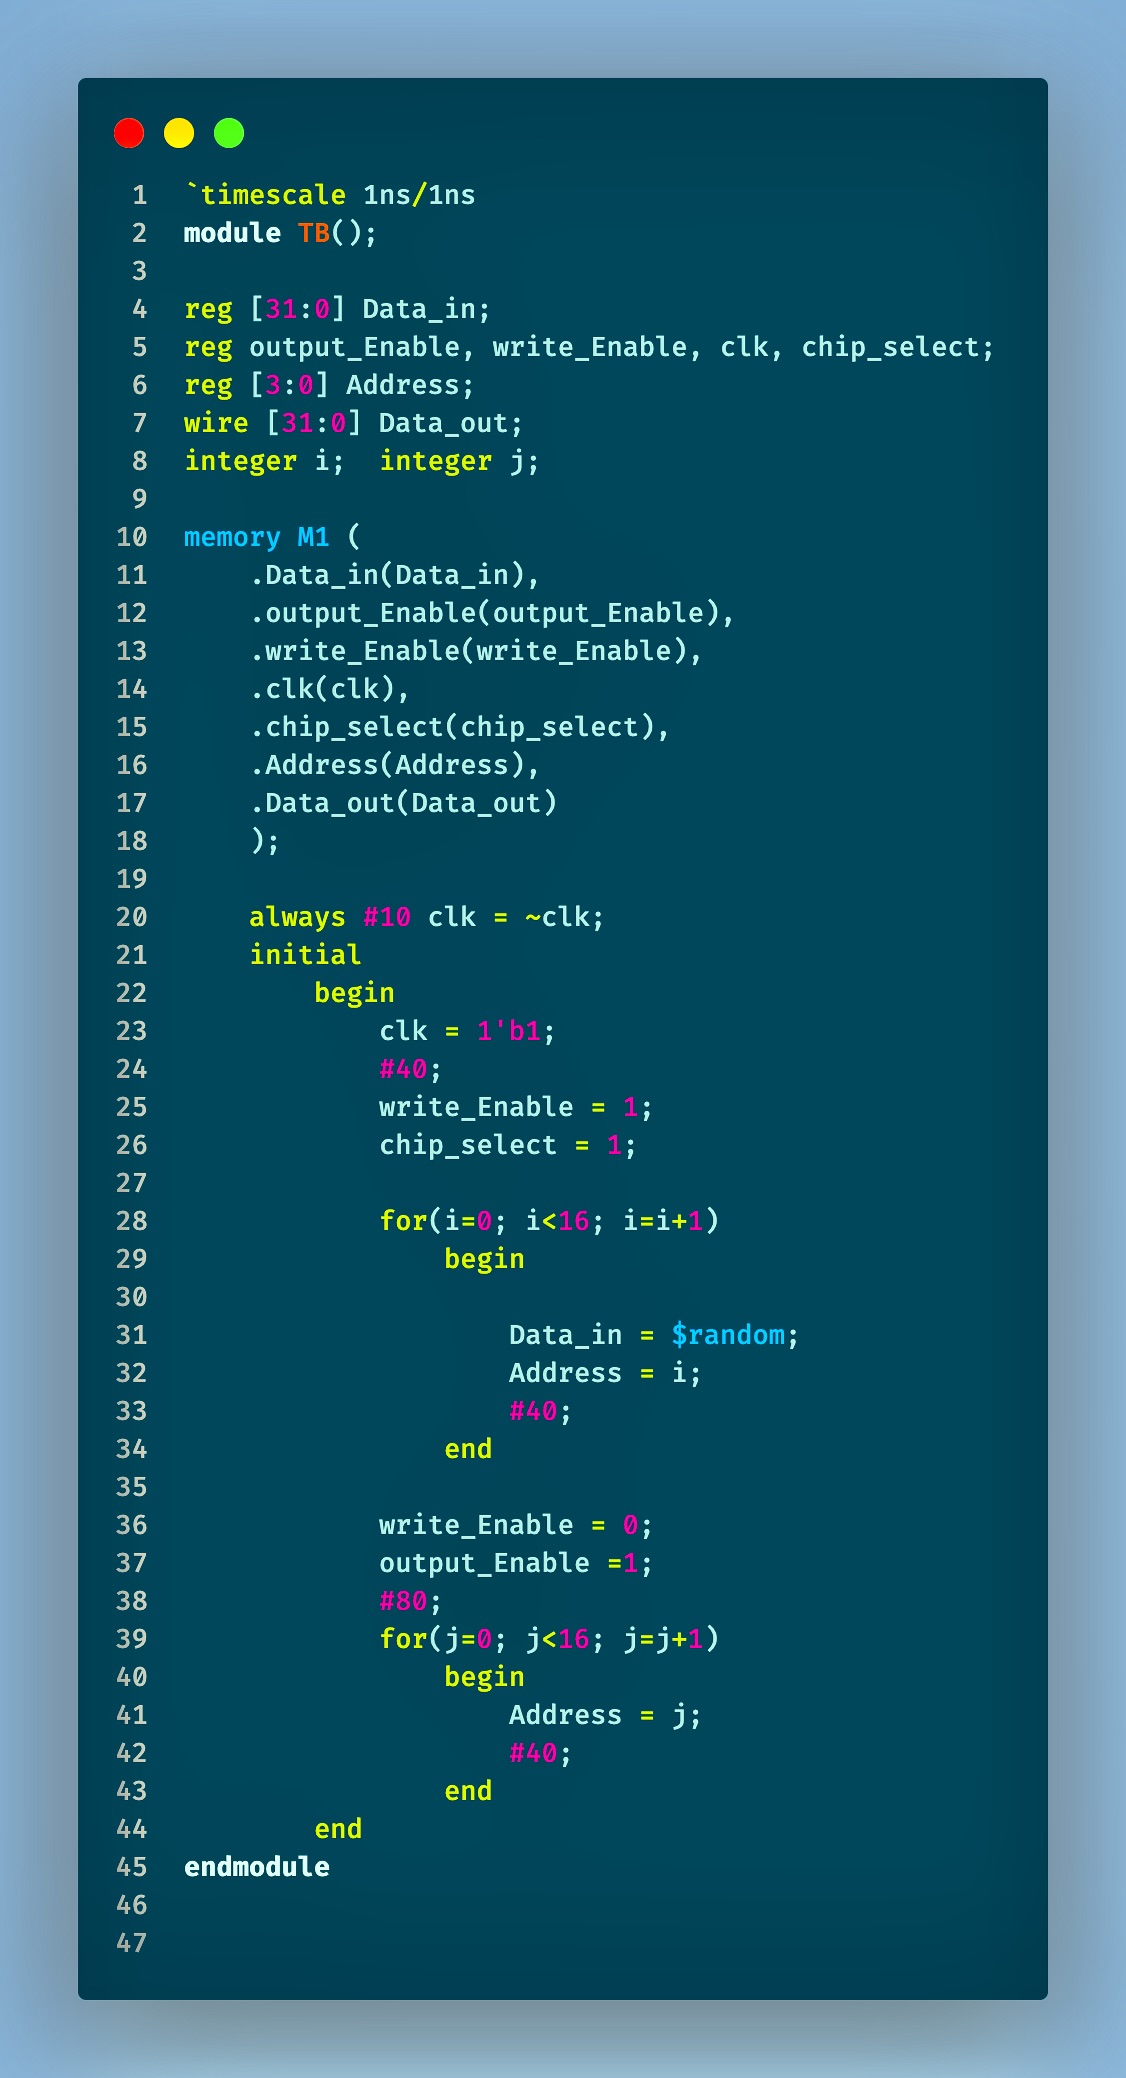 1 `timescale 1ns/1ns
2 module TB();
3
4 reg [31:0] Data_in;
5 reg output_Enable, write_Enable, clk, chip_select;
6 reg [3:0] Address;
7 wire [31:0] Data_out;
8 integer i;  integer j;
9
10 memory M1 (
11     .Data_in(Data_in),
12     .output_Enable(output_Enable),
13     .write_Enable(write_Enable),
14     .clk(clk),
15     .chip_select(chip_select),
16     .Address(Address),
17     .Data_out(Data_out)
18     );
19
20     always #10 clk = ~clk;
21     initial
22         begin
23             clk = 1'b1;
24             #40;
25             write_Enable = 1;
26             chip_select = 1;
27
28             for(i=0; i<16; i=i+1)
29                 begin
30
31                     Data_in = $random;
32                     Address = i;
33                     #40;
34                 end
35
36             write_Enable = 0;
37             output_Enable =1;
38             #80;
39             for(j=0; j<16; j=j+1)
40                 begin
41                     Address = j;
42                     #40;
43                 end
44         end
45 endmodule
46
47